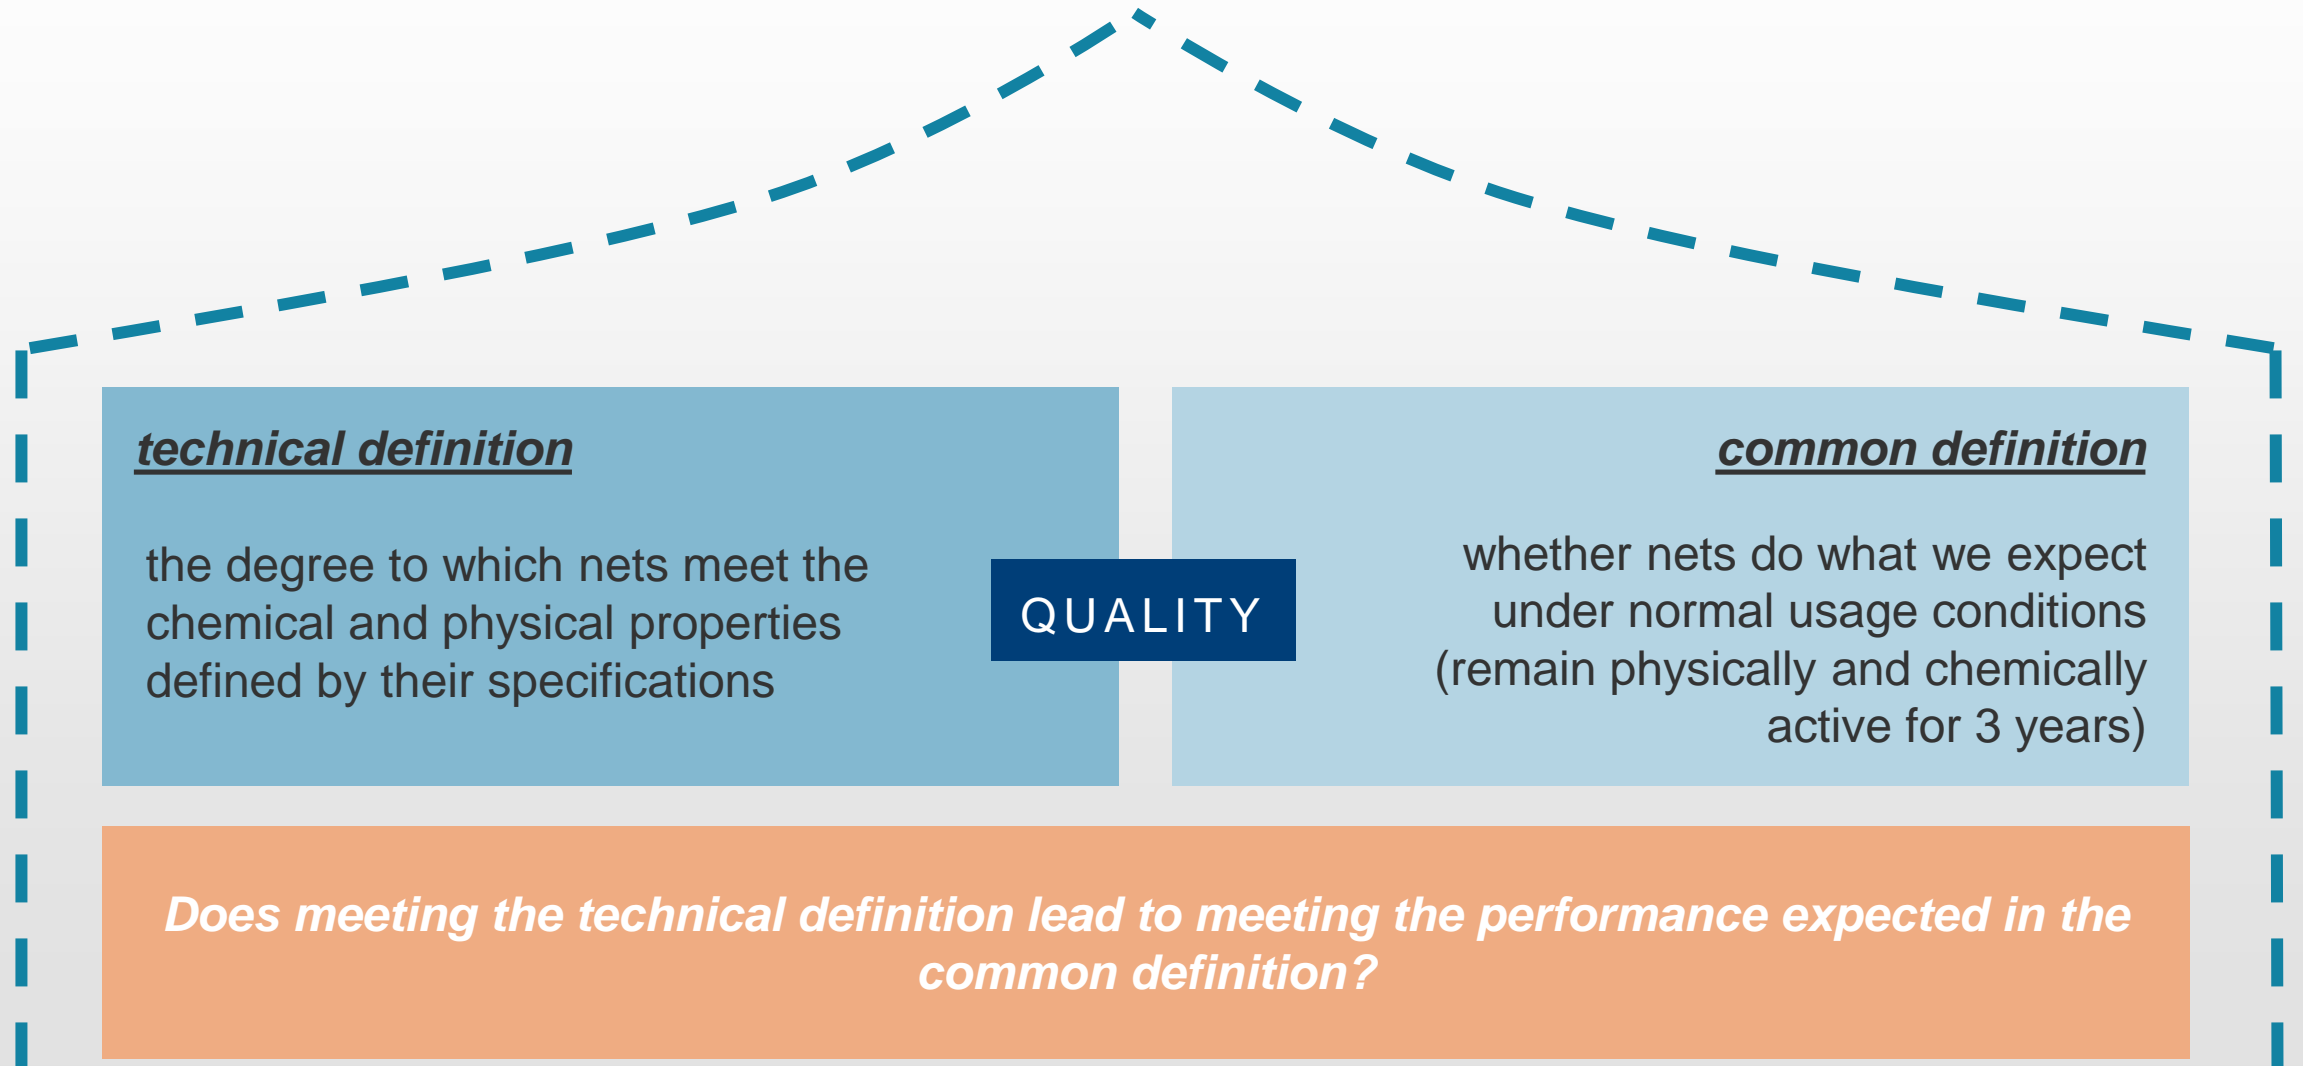 technical definition
the degree to which nets meet the
chemical and physical properties
defined by their specifications
QUALITY
common definition
whether nets do what we expect
under normal usage conditions
(remain physically and chemically
active for 3 years)
Does meeting the technical definition lead to meeting the performance expected in the
common definition?